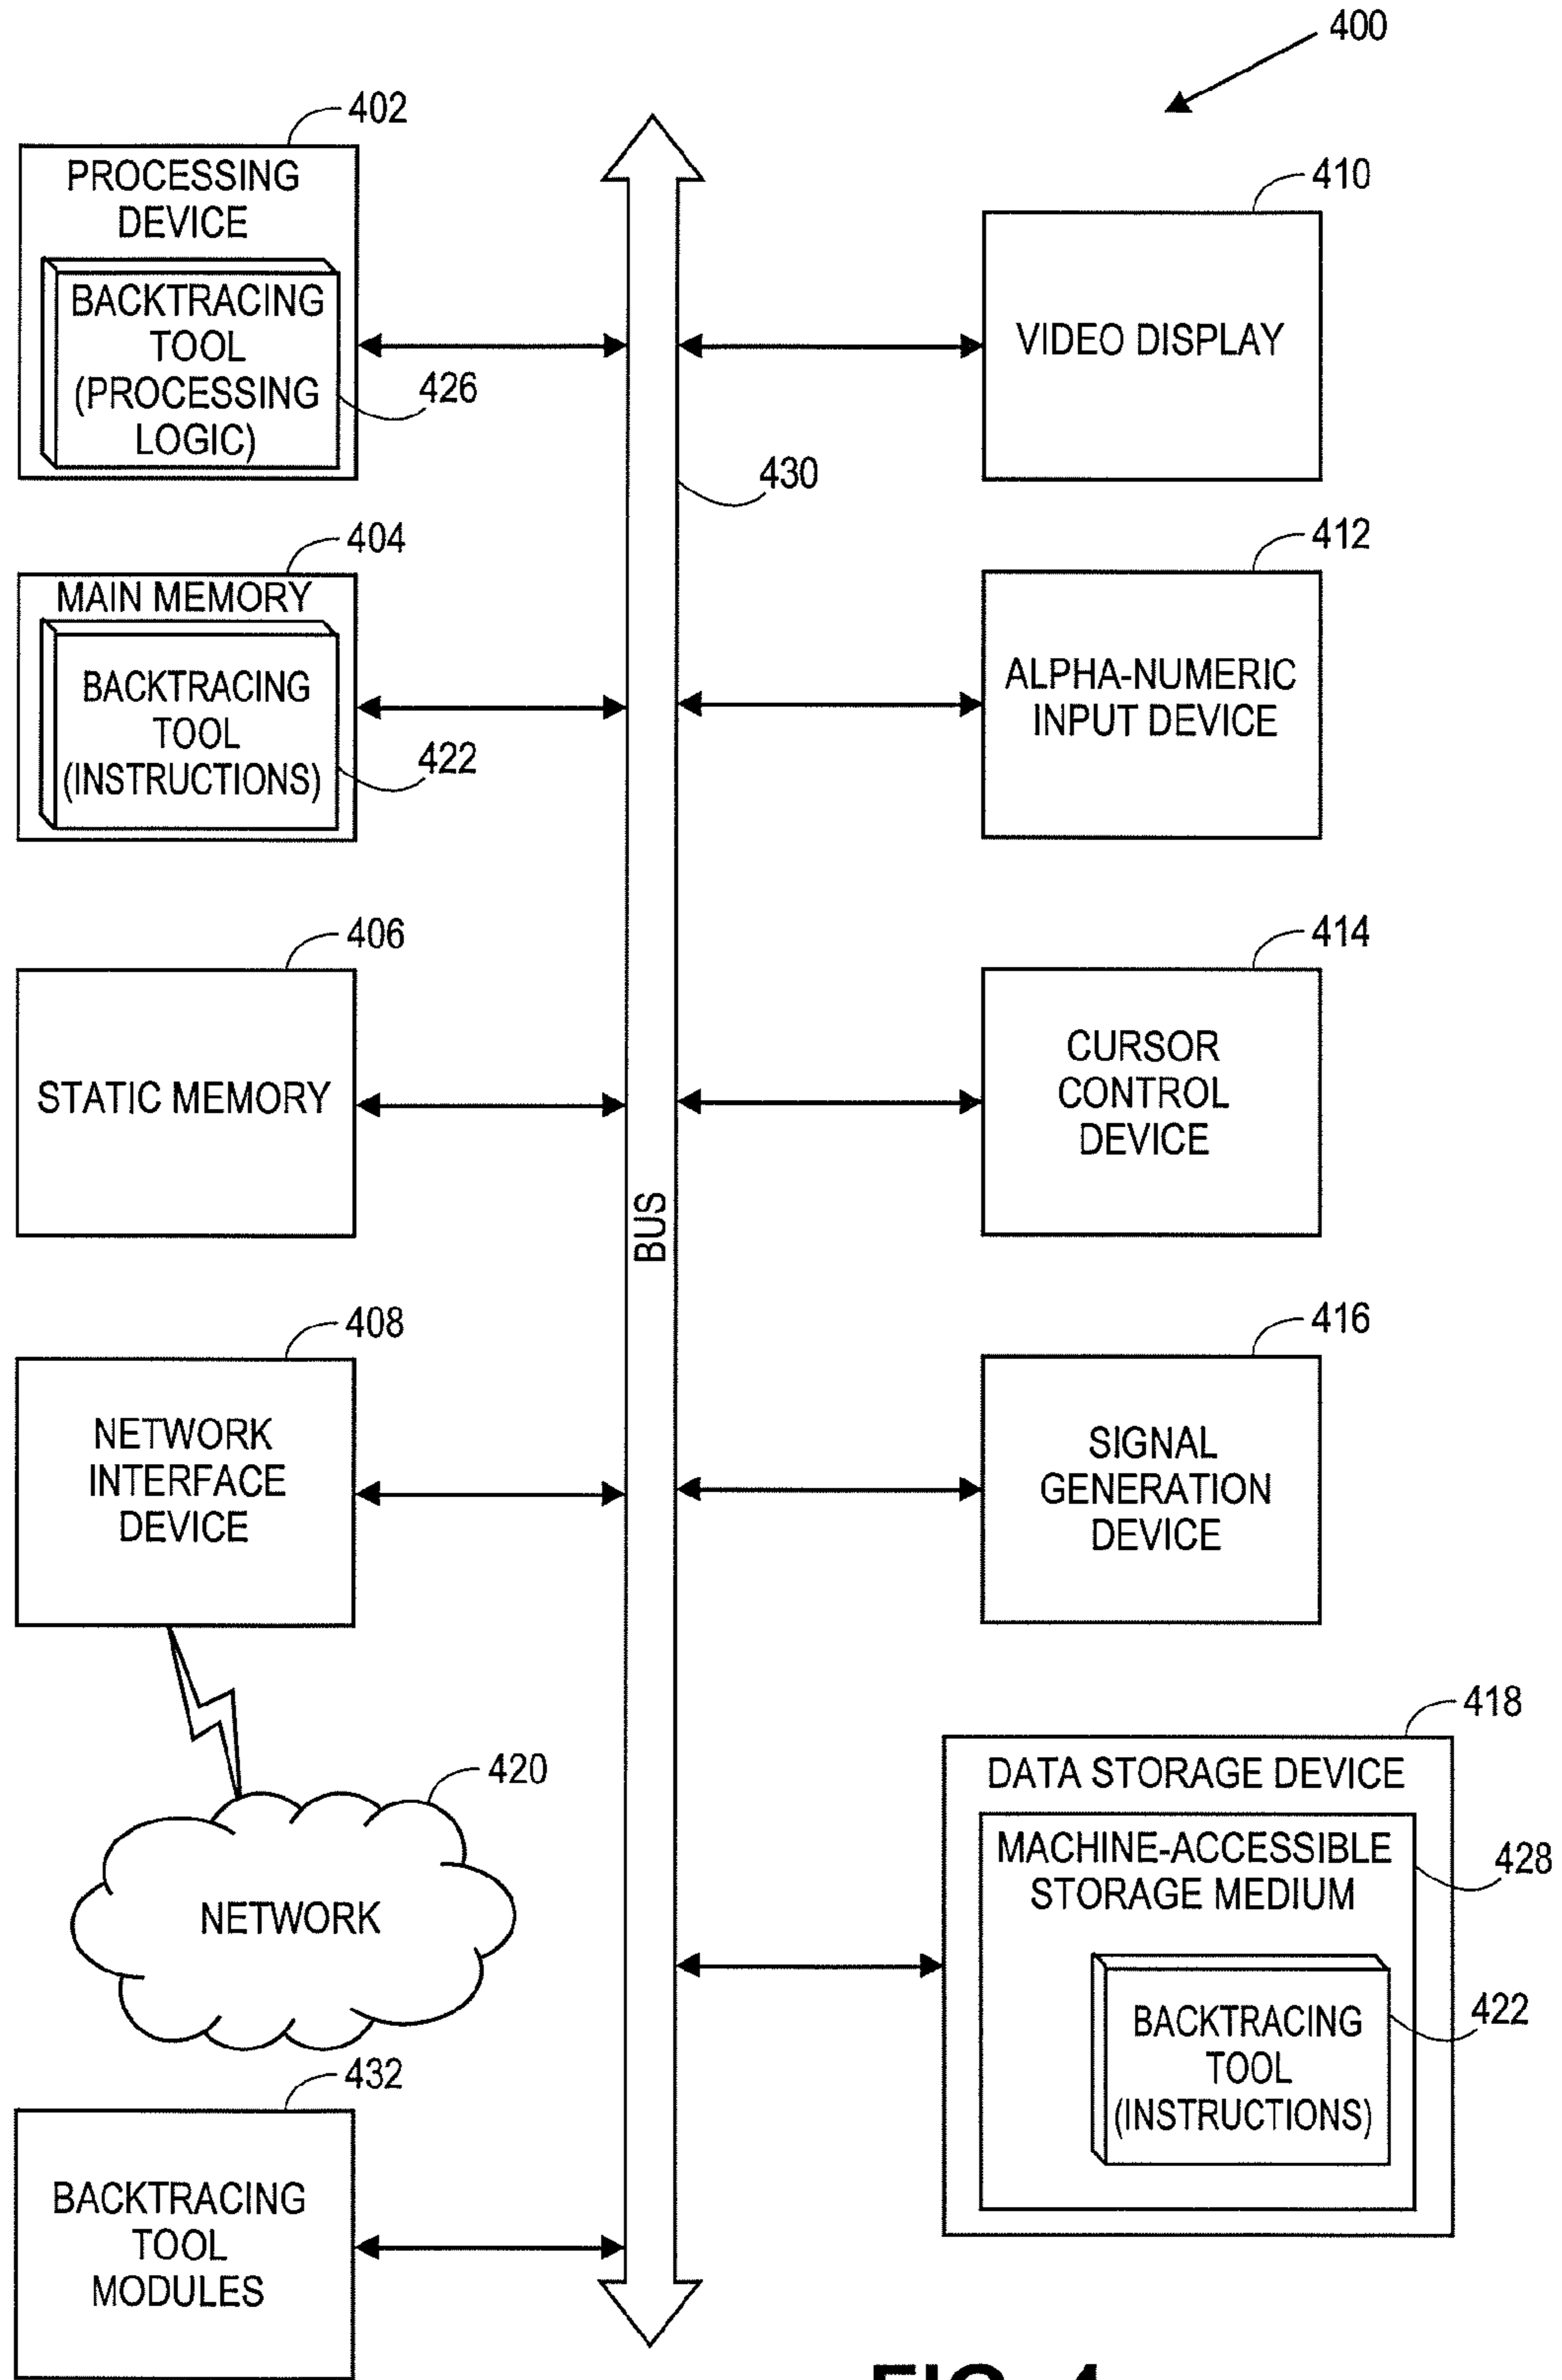 400
402
PROCESSING
DEVICE
BACKTRACING
TOOL
(PROCESSING
LOGIC)
426
410
VIDEO DISPLAY
430
404
MAIN MEMORY
BACKTRACING
TOOL
(INSTRUCTIONS)
422
412
ALPHA-NUMERIC
INPUT DEVICE
406
STATIC MEMORY
414
CURSOR
CONTROL
DEVICE
BUS
408
NETWORK
INTERFACE
DEVICE
416
SIGNAL
GENERATION
DEVICE
420
NETWORK
418
DATA STORAGE DEVICE
MACHINE-ACCESSIBLE
STORAGE MEDIUM
428
BACKTRACING
TOOL
(INSTRUCTIONS)
422
432
BACKTRACING
TOOL
MODULES
FIG. 4